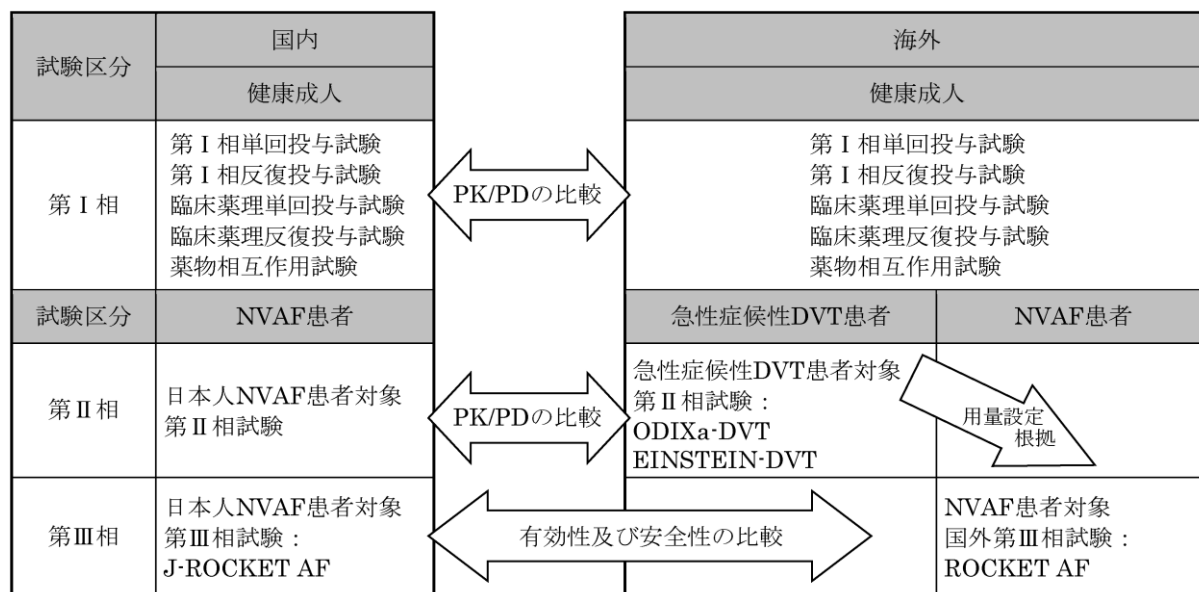 試験区分
国内
海外
健康成人
健康成人
第Ⅰ相
第Ⅰ相単回投与試験
第Ⅰ相反復投与試験
臨床薬理単回投与試験
臨床薬理反復投与試験
薬物相互作用試験
PK/PDの比較
第Ⅰ相単回投与試験
第Ⅰ相反復投与試験
臨床薬理単回投与試験
臨床薬理反復投与試験
薬物相互作用試験
試験区分
NVAF患者
急性症候性DVT患者
NVAF患者
第Ⅱ相
日本人NVAF患者対象
第Ⅱ相試験
PK/PDの比較
急性症候性DVT患者対象
第Ⅱ相試験：
ODIXa-DVT
EINSTEIN-DVT
用量設定
根拠
第Ⅲ相
日本人NVAF患者対象
第Ⅲ相試験：
J-ROCKET AF
有効性及び安全性の比較
NVAF患者対象
国外第Ⅲ相試験：
ROCKET AF